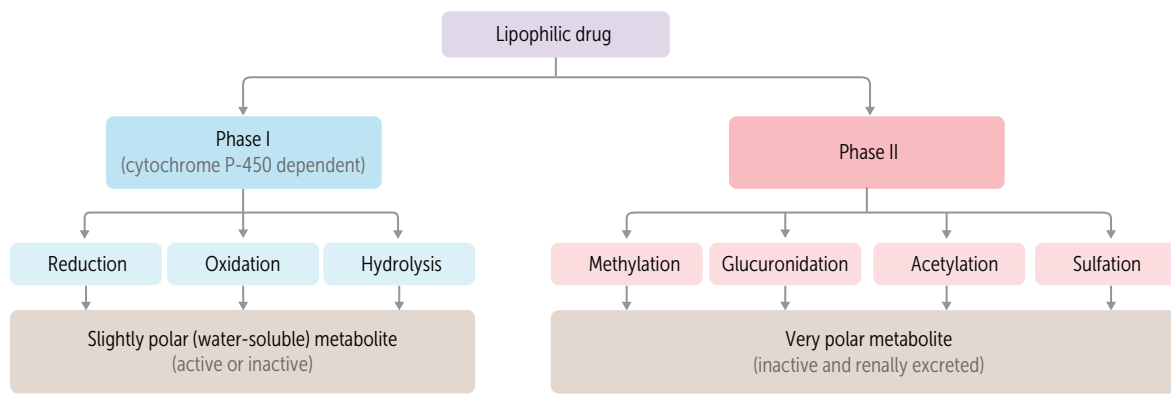 Lipophilic drug
Phase I
(cytochrome P-450 dependent)
Phase II
Reduction
Oxidation
Hydrolysis
Methylation
Glucuronidation
Acetylation
Sulfation
Slightly polar (water-soluble) metabolite
(active or inactive)
Very polar metabolite
(inactive and renally excreted)